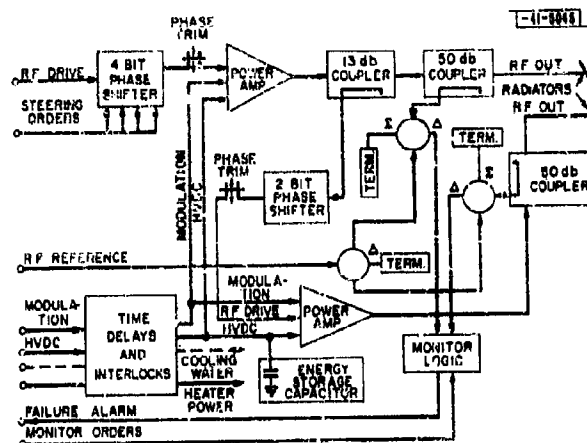 -41-5045
PHASE
TRIM
4 BIT
PHASE
SHIFTER
RF DRIVE
STEERING
ORDERS
POWER
AMP
13 db
COUPLER
50 db
COUPLER
RF OUT
RADIATORS
RF OUT
Σ
Δ
TERM.
TERM.
Σ
Δ
50 db
COUPLER
PHASE
TRIM
2 BIT
PHASE
SHIFTER
MODULATION
HVDC
RF REFERENCE
Δ
TERM.
MODULA-
TION
RF DRIVE
HVDC
POWER
AMP
MODULA-
TION
HVDC
TIME
DELAYS
AND
INTERLOCKS
COOLING
WATER
HEATER
POWER
ENERGY
STORAGE
CAPACITOR
MONITOR
LOGIC
FAILURE ALARM
MONITOR ORDERS